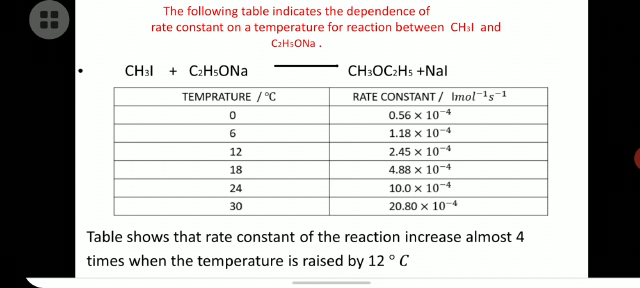 The following table indicates the dependence of
rate constant on a temperature for reaction between CH3I and
C2H5ONa .
• CH3I + C2H5ONa ——— CH3OC2H5 +NaI
TEMPRATURE / °C RATE CONSTANT / lmol⁻¹s⁻¹
0 0.56 × 10⁻⁴
6 1.18 × 10⁻⁴
12 2.45 × 10⁻⁴
18 4.88 × 10⁻⁴
24 10.0 × 10⁻⁴
30 20.80 × 10⁻⁴
Table shows that rate constant of the reaction increase almost 4
times when the temperature is raised by 12 ° C